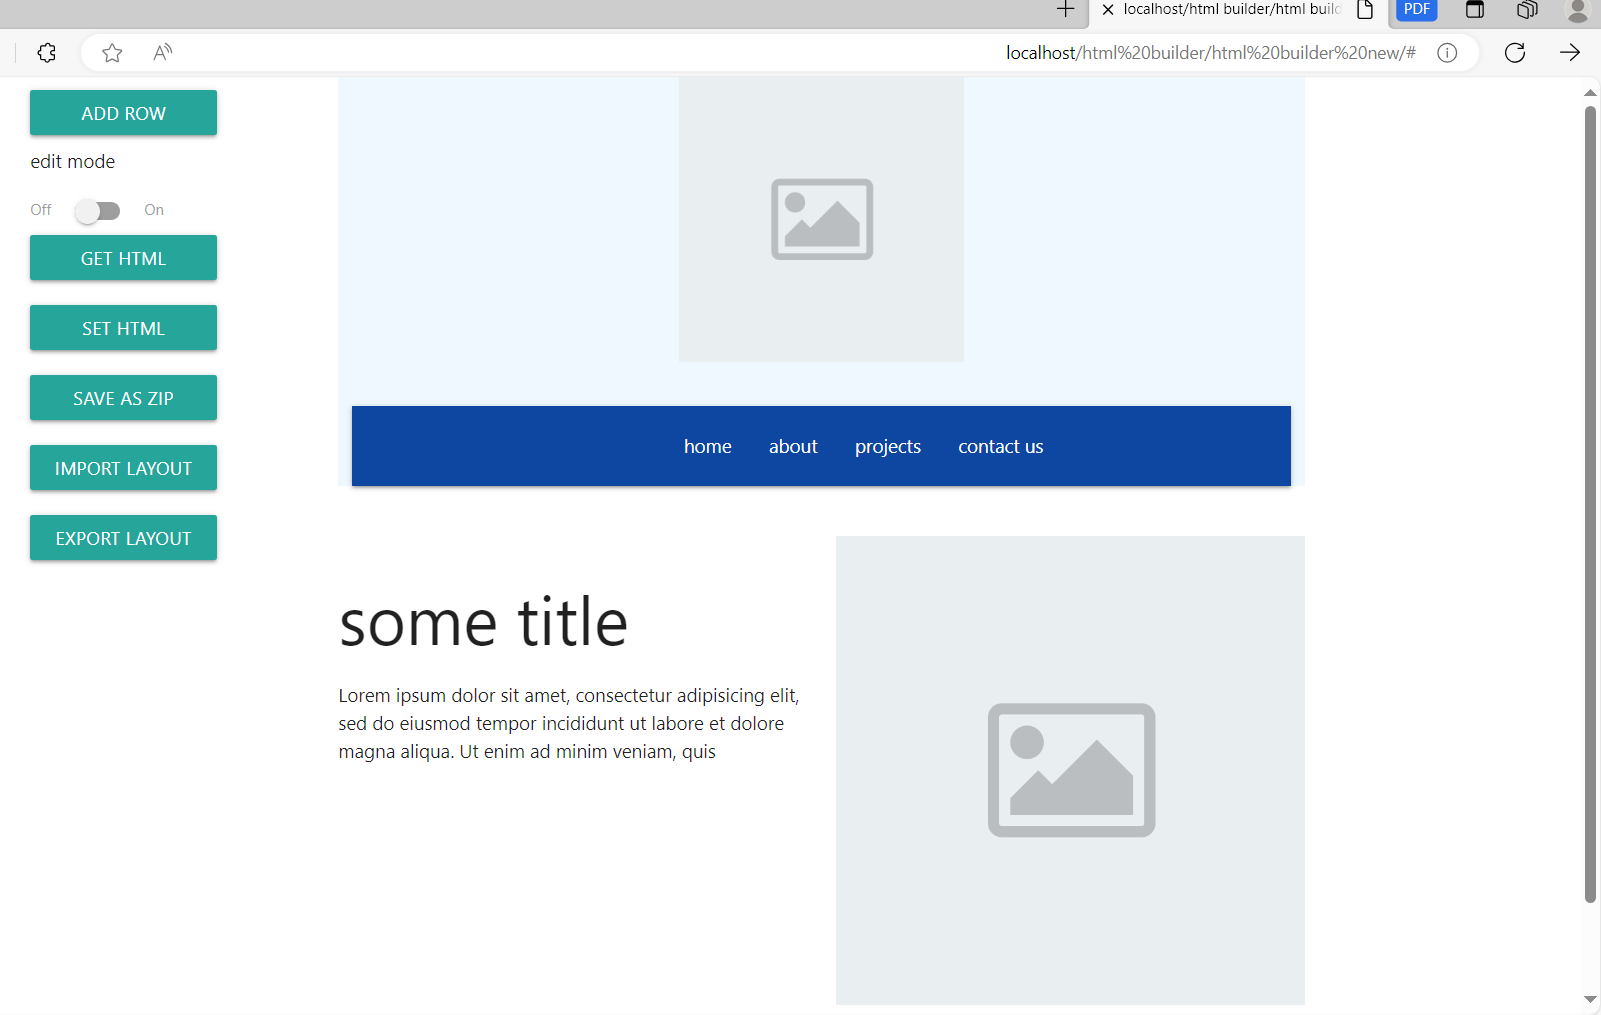 localhost/html builder/html build
PDF
localhost/html%20builder/html%20builder%20new/#
ADD ROW
edit mode
Off On
GET HTML
SET HTML
SAVE AS ZIP
IMPORT LAYOUT
EXPORT LAYOUT
home about projects contact us
some title
Lorem ipsum dolor sit amet, consectetur adipisicing elit,
sed do eiusmod tempor incididunt ut labore et dolore
magna aliqua. Ut enim ad minim veniam, quis